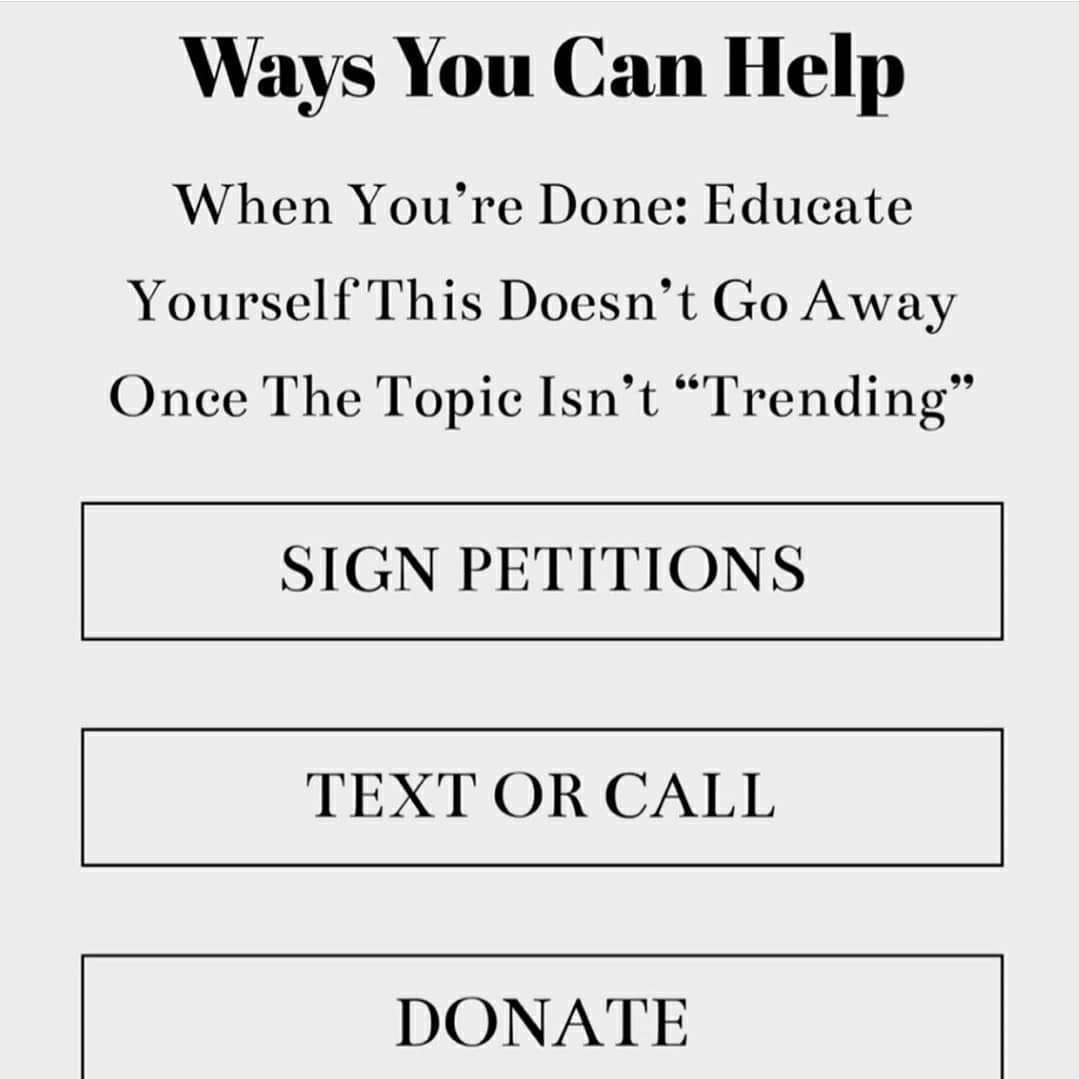 Ways You Can Help
When You’re Done: Educate
Yourself This Doesn’t Go Away
Once The Topic Isn’t “Trending”
SIGN PETITIONS
TEXT OR CALL
DONATE